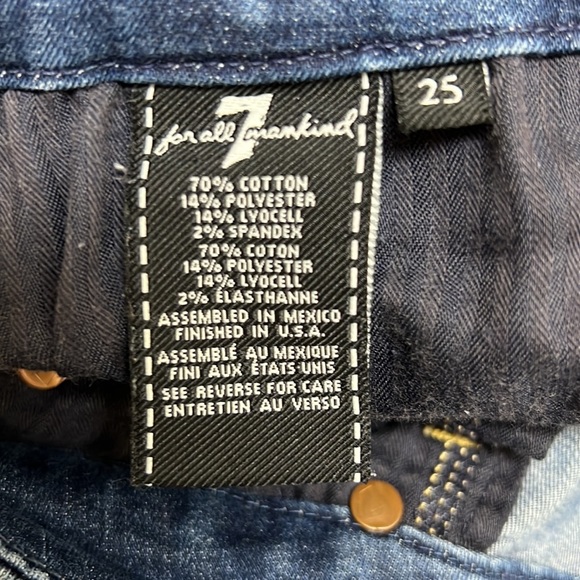 7
for all mankind
25
70% COTTON
14% POLYESTER
14% LYOCELL
2% SPANDEX
70% COTON
14% POLYESTER
14% LYOCELL
2% ÉLASTHANNE
ASSEMBLED IN MEXICO
FINISHED IN U.S.A.
ASSEMBLÉ AU MEXIQUE
FINI AUX ÉTATS UNIS
SEE REVERSE FOR CARE
ENTRETIEN AU VERSO